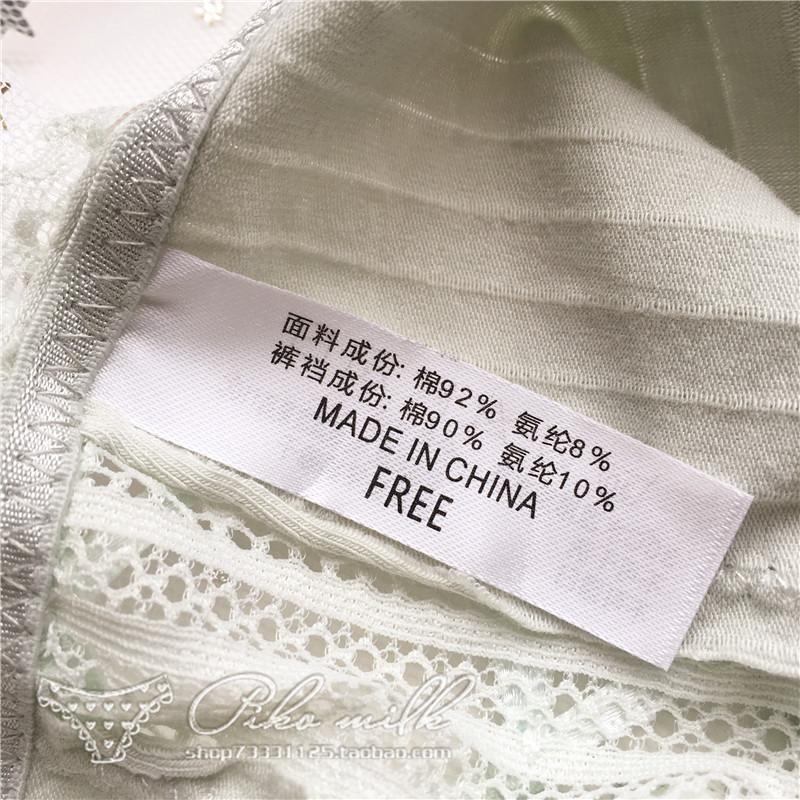 面料成份: 棉92% 氨纶8%
裤裆成份: 棉90% 氨纶10%
MADE IN CHINA
FREE
Piko milk
shop73331125.taobao.com